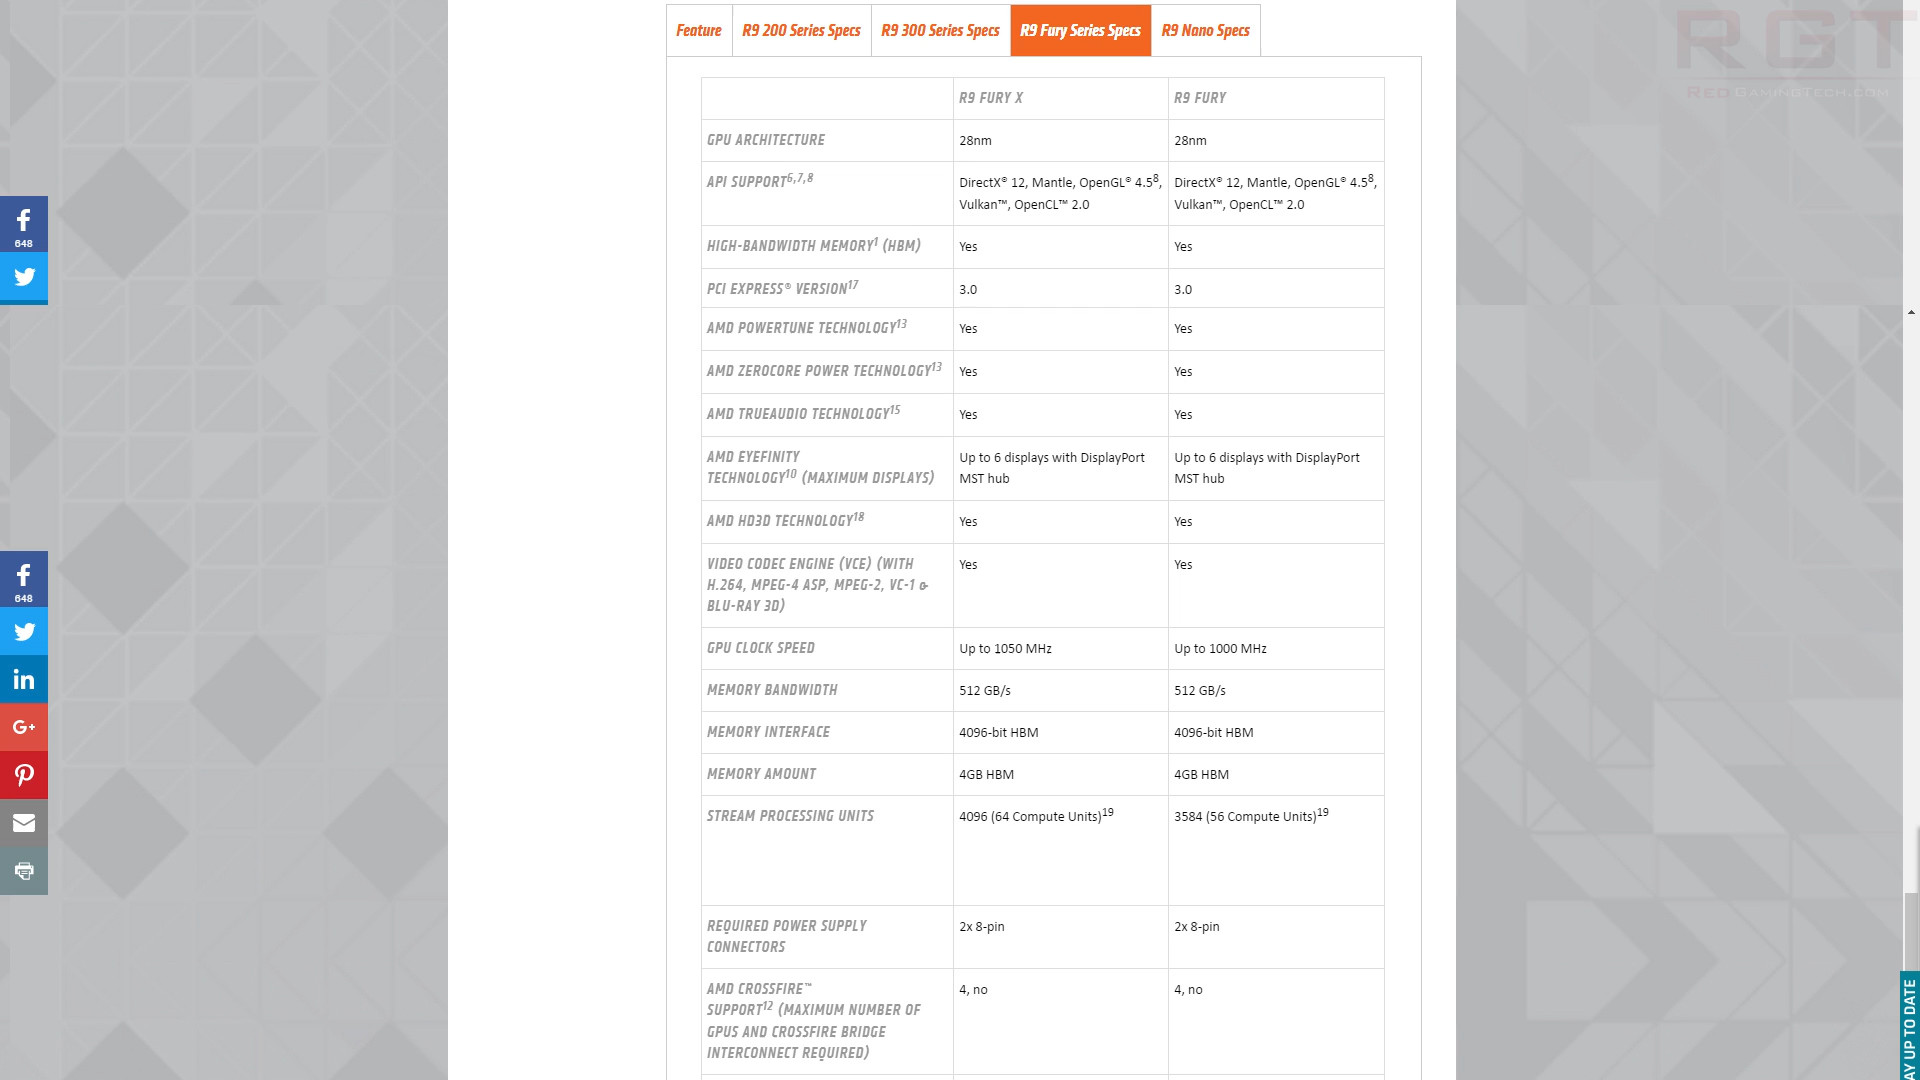 Feature R9 200 Series Specs R9 300 Series Specs R9 Fury Series Specs R9 Nano Specs
RGT
RedGamingTech.com
R9 FURY X R9 FURY
GPU ARCHITECTURE 28nm 28nm
API SUPPORT6,7,8 DirectX® 12, Mantle, OpenGL® 4.58, DirectX® 12, Mantle, OpenGL® 4.58,
Vulkan™, OpenCL™ 2.0 Vulkan™, OpenCL™ 2.0
648
HIGH-BANDWIDTH MEMORY1 (HBM) Yes Yes
PCI EXPRESS® VERSION17 3.0 3.0
AMD POWERTUNE TECHNOLOGY13 Yes Yes
AMD ZEROCORE POWER TECHNOLOGY13 Yes Yes
AMD TRUEAUDIO TECHNOLOGY15 Yes Yes
AMD EYEFINITY Up to 6 displays with DisplayPort Up to 6 displays with DisplayPort
TECHNOLOGY10 (MAXIMUM DISPLAYS) MST hub MST hub
AMD HD3D TECHNOLOGY18 Yes Yes
VIDEO CODEC ENGINE (VCE) (WITH Yes Yes
H.264, MPEG-4 ASP, MPEG-2, VC-1 &
BLU-RAY 3D)
648
GPU CLOCK SPEED Up to 1050 MHz Up to 1000 MHz
MEMORY BANDWIDTH 512 GB/s 512 GB/s
in
MEMORY INTERFACE 4096-bit HBM 4096-bit HBM
G+
MEMORY AMOUNT 4GB HBM 4GB HBM
STREAM PROCESSING UNITS 4096 (64 Compute Units)19 3584 (56 Compute Units)19
REQUIRED POWER SUPPLY 2x 8-pin 2x 8-pin
CONNECTORS
AMD CROSSFIRE™ 4, no 4, no
SUPPORT12 (MAXIMUM NUMBER OF
GPUS AND CROSSFIRE BRIDGE
INTERCONNECT REQUIRED)
AY UP TO DATE